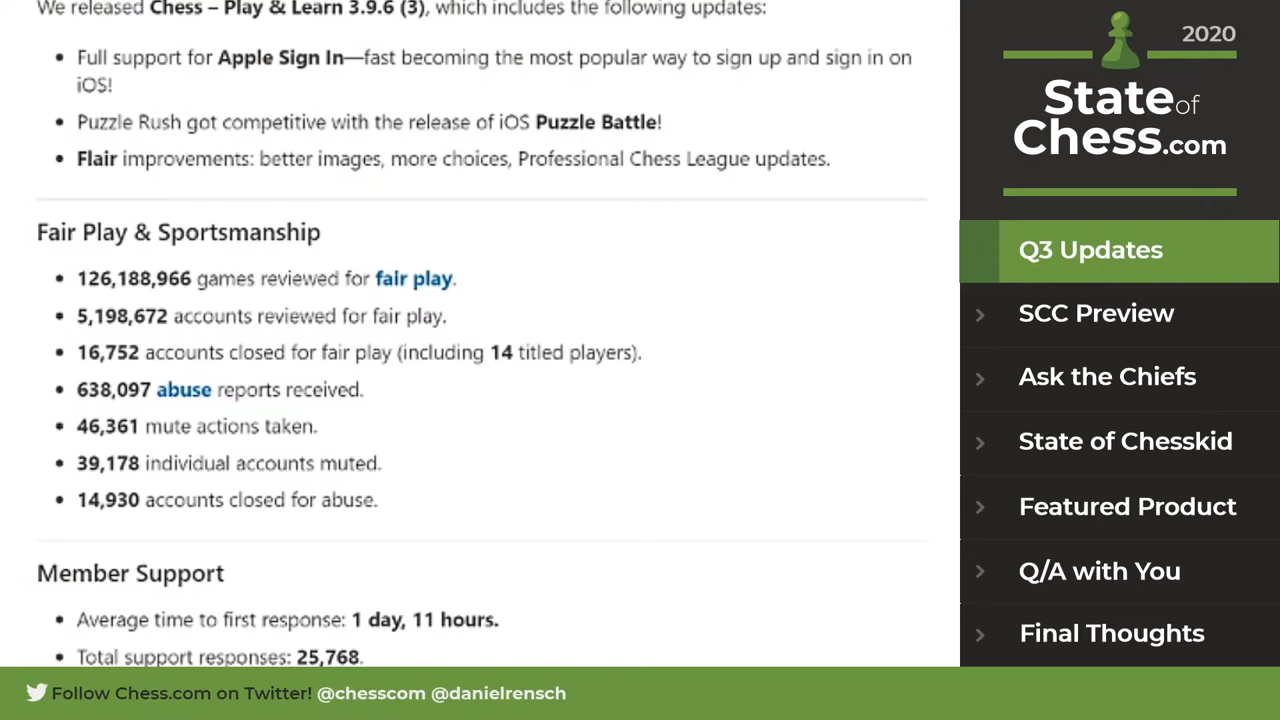 We released Chess – Play & Learn 3.9.6 (3), which includes the following updates:
• Full support for Apple Sign In—fast becoming the most popular way to sign up and sign in on
iOS!
• Puzzle Rush got competitive with the release of iOS Puzzle Battle!
• Flair improvements: better images, more choices, Professional Chess League updates.
Fair Play & Sportsmanship
• 126,188,966 games reviewed for fair play.
• 5,198,672 accounts reviewed for fair play.
• 16,752 accounts closed for fair play (including 14 titled players).
• 638,097 abuse reports received.
• 46,361 mute actions taken.
• 39,178 individual accounts muted.
• 14,930 accounts closed for abuse.
Member Support
• Average time to first response: 1 day, 11 hours.
• Total support responses: 25,768.
2020
State of
Chess.com
Q3 Updates
SCC Preview
Ask the Chiefs
State of Chesskid
Featured Product
Q/A with You
Final Thoughts
Follow Chess.com on Twitter! @chesscom @danielrensch